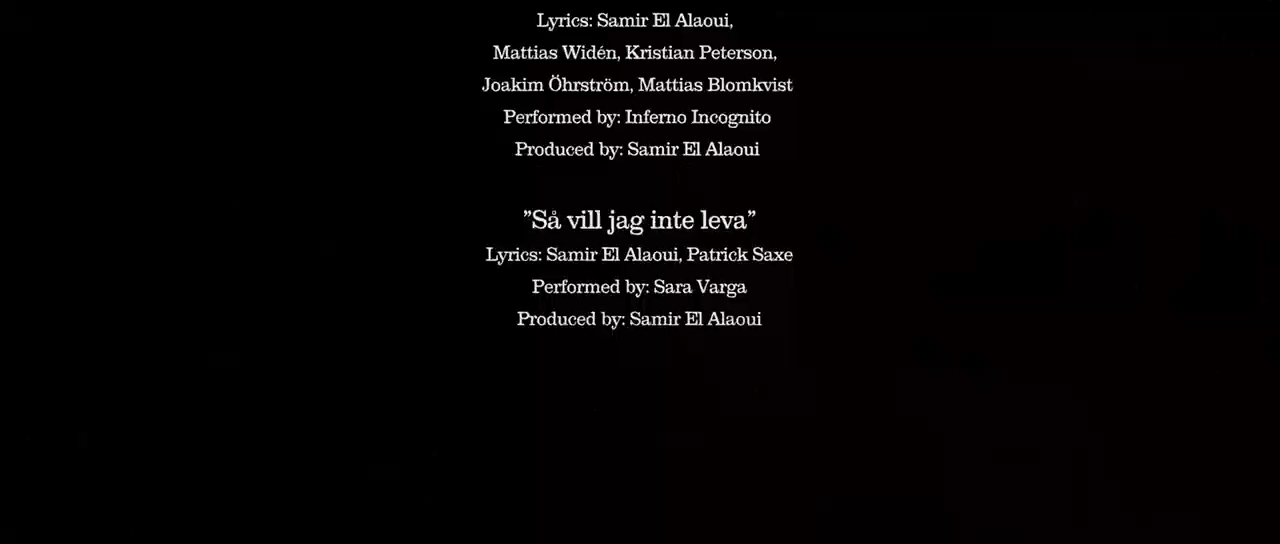 Lyrics: Samir El Alaoui,
Mattias Widén, Kristian Peterson,
Joakim Öhrström, Mattias Blomkvist
Performed by: Inferno Incognito
Produced by: Samir El Alaoui
”Så vill jag inte leva”
Lyrics: Samir El Alaoui, Patrick Saxe
Performed by: Sara Varga
Produced by: Samir El Alaoui